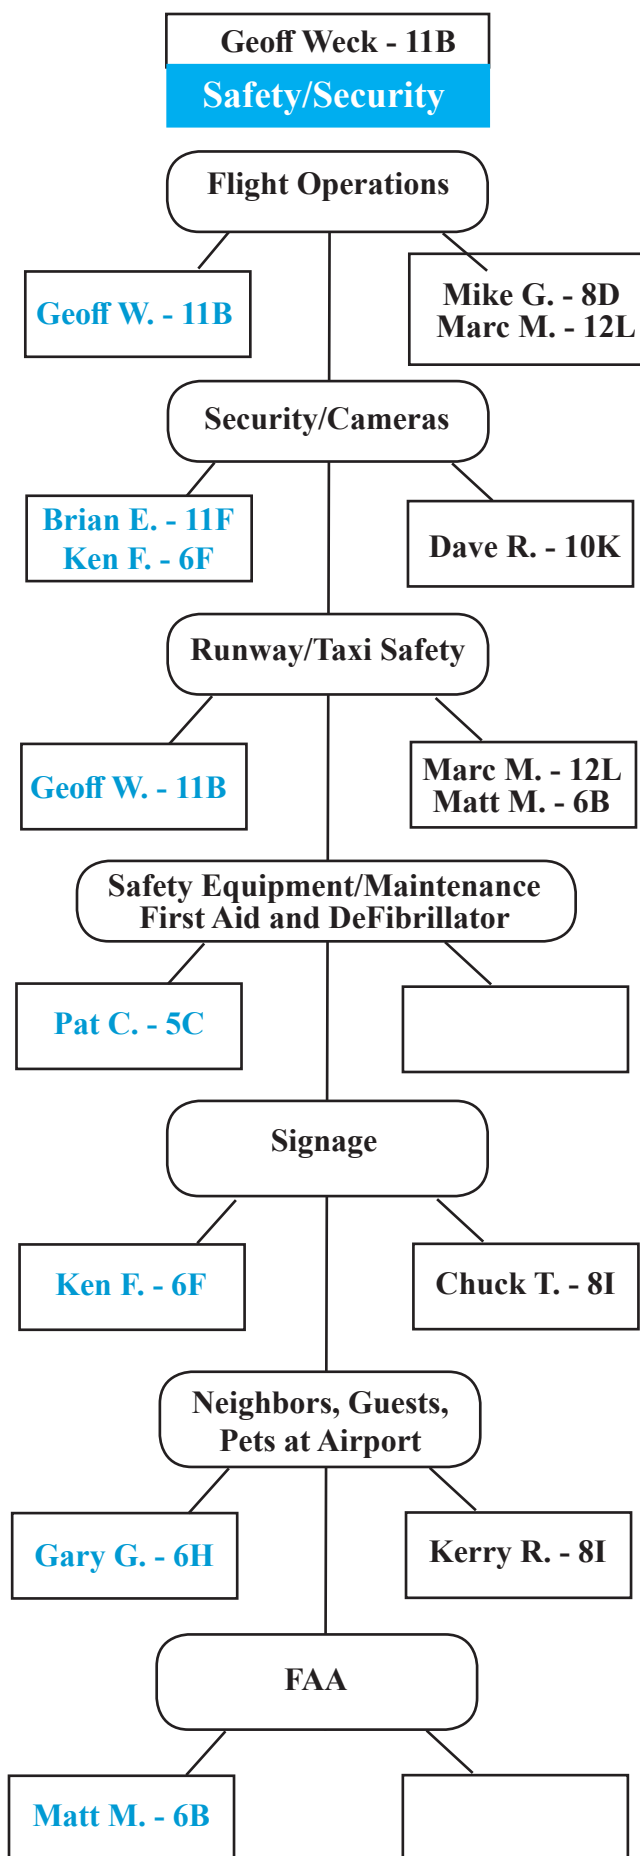 Geoff Weck - 11B
Safety/Security
Flight Operations
Geoff W. - 11B
Mike G. - 8D
Marc M. - 12L
Security/Cameras
Brian E. - 11F
Ken F. - 6F
Dave R. - 10K
Runway/Taxi Safety
Geoff W. - 11B
Marc M. - 12L
Matt M. - 6B
Safety Equipment/Maintenance
First Aid and DeFibrillator
Pat C. - 5C
Signage
Ken F. - 6F
Chuck T. - 8I
Neighbors, Guests,
Pets at Airport
Gary G. - 6H
Kerry R. - 8I
FAA
Matt M. - 6B